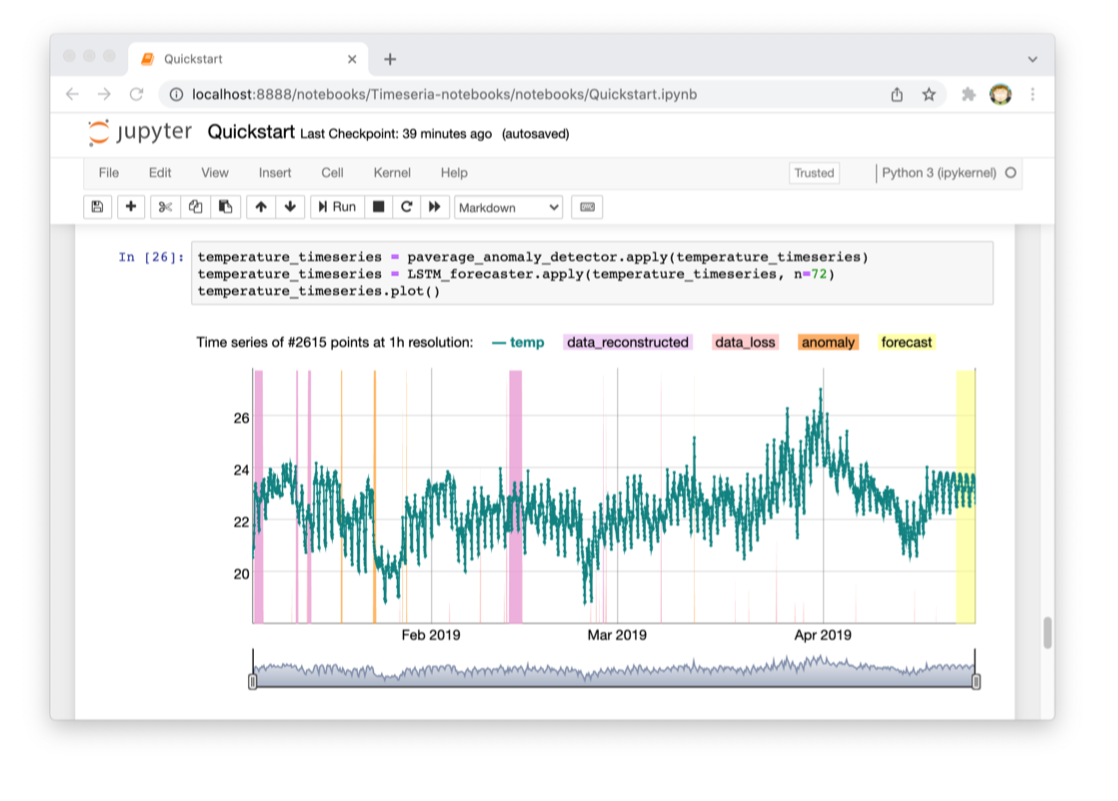 Quickstart
localhost:8888/notebooks/Timeseria-notebooks/notebooks/Quickstart.ipynb
jupyter Quickstart Last Checkpoint: 39 minutes ago (autosaved)
File Edit View Insert Cell Kernel Help Trusted Python 3 (ipykernel)
Run Markdown
In [26]: temperature_timeseries = paverage_anomaly_detector.apply(temperature_timeseries)
temperature_timeseries = LSTM_forecaster.apply(temperature_timeseries, n=72)
temperature_timeseries.plot()
Time series of #2615 points at 1h resolution: temp data_reconstructed data_loss anomaly forecast
26
24
22
20
Feb 2019 Mar 2019 Apr 2019